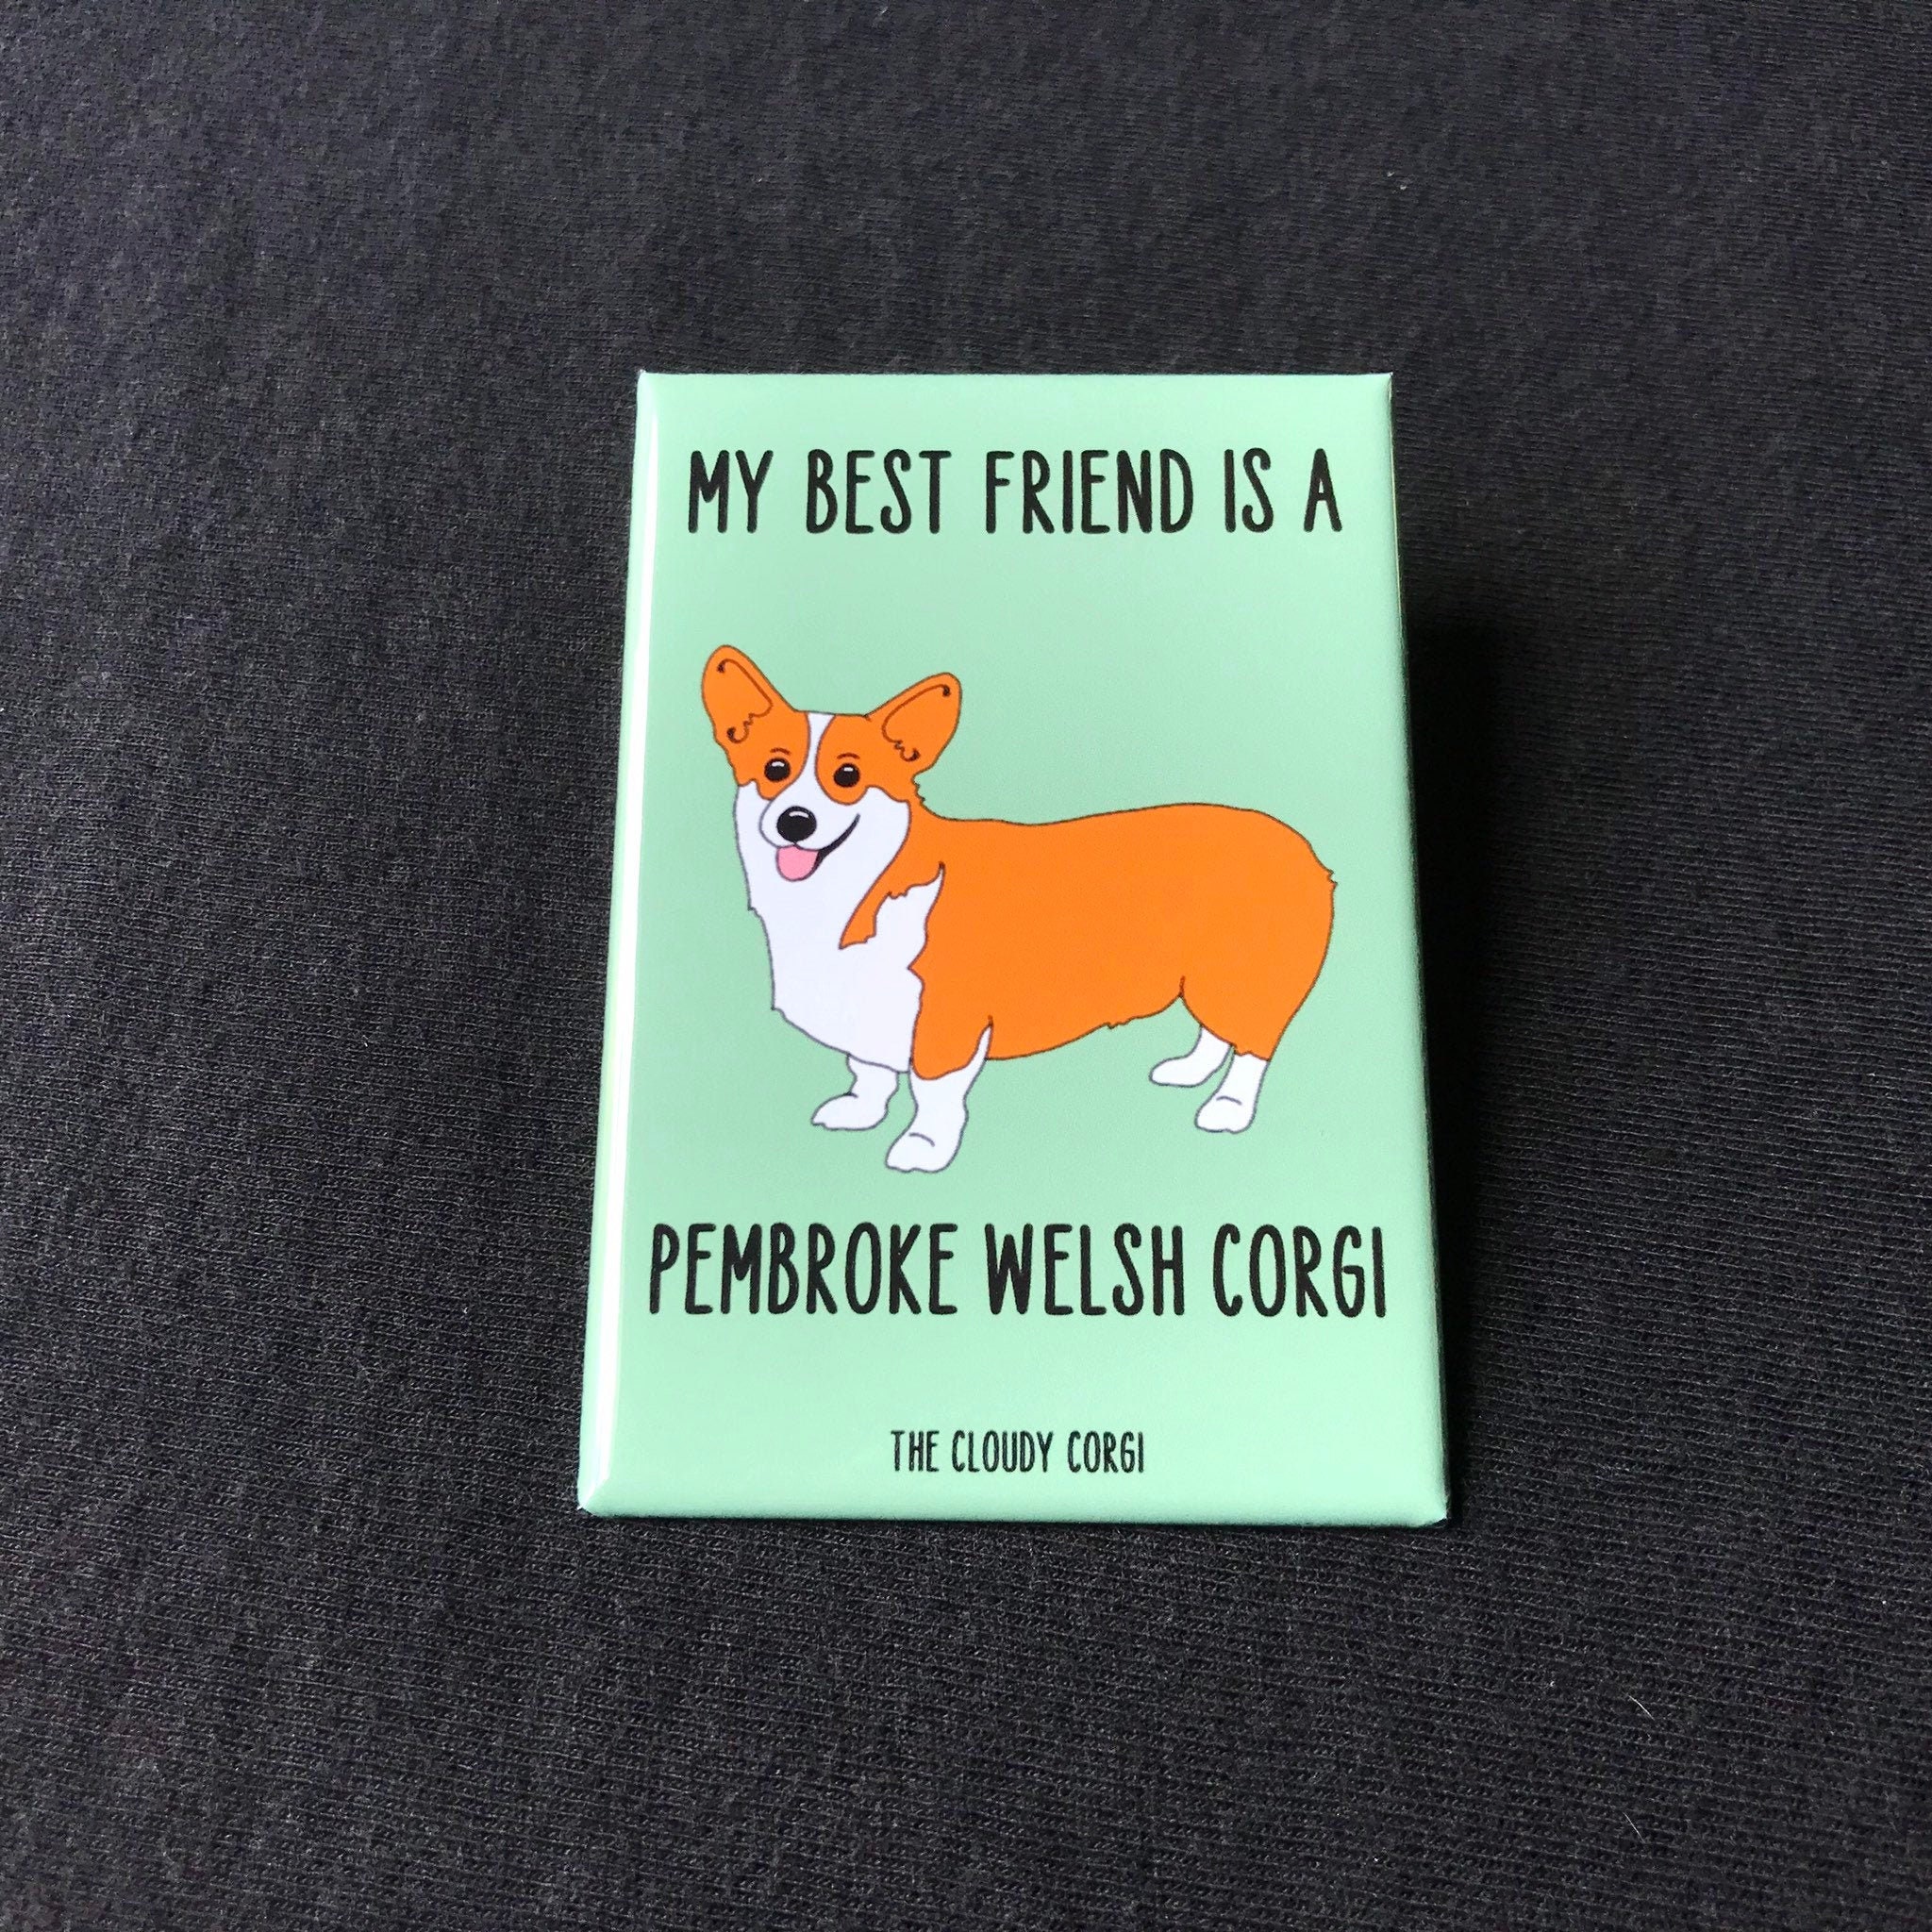 MY BEST FRIEND IS A
PEMBROKE WELSH CORGI
THE CLOUDY CORGI